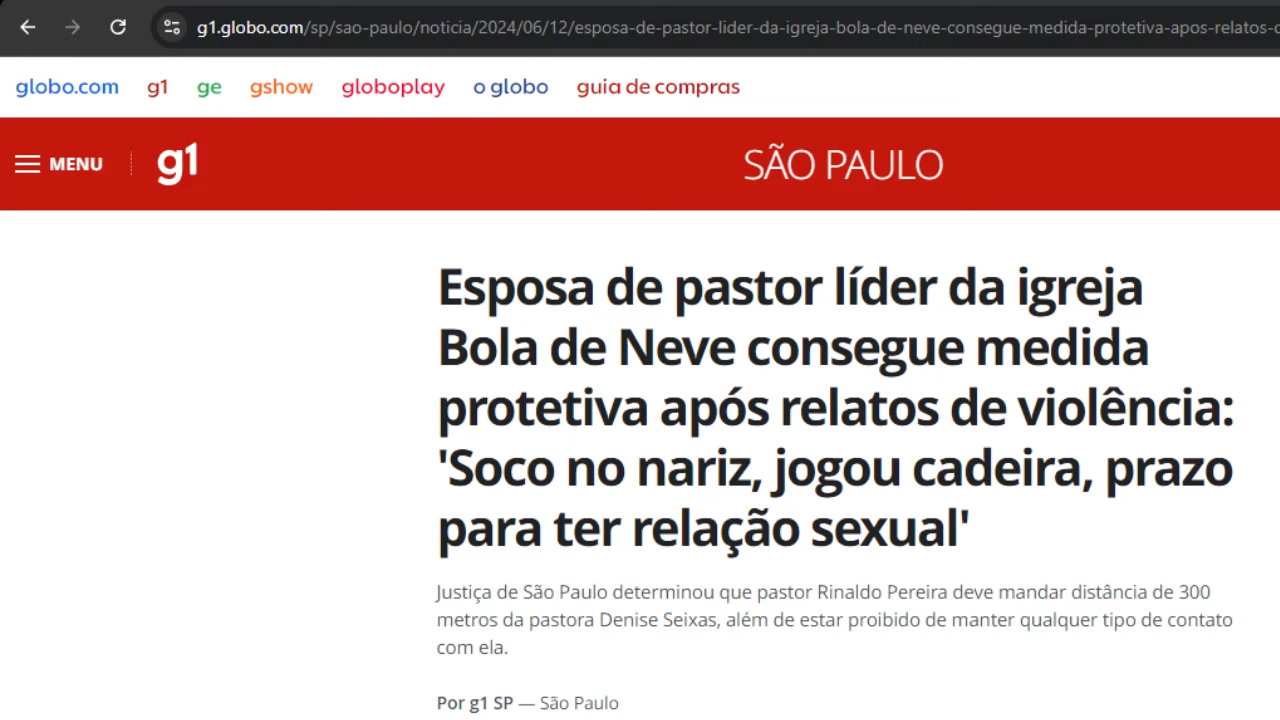 g1.globo.com/sp/sao-paulo/noticia/2024/06/12/esposa-de-pastor-lider-da-igreja-bola-de-neve-consegue-medida-protetiva-apos-relatos-
globo.com g1 ge gshow globoplay o globo guia de compras
MENU g1 SÃO PAULO
Esposa de pastor líder da igreja
Bola de Neve consegue medida
protetiva após relatos de violência:
'Soco no nariz, jogou cadeira, prazo
para ter relação sexual'
Justiça de São Paulo determinou que pastor Rinaldo Pereira deve mandar distância de 300
metros da pastora Denise Seixas, além de estar proibido de manter qualquer tipo de contato
com ela.
Por g1 SP — São Paulo